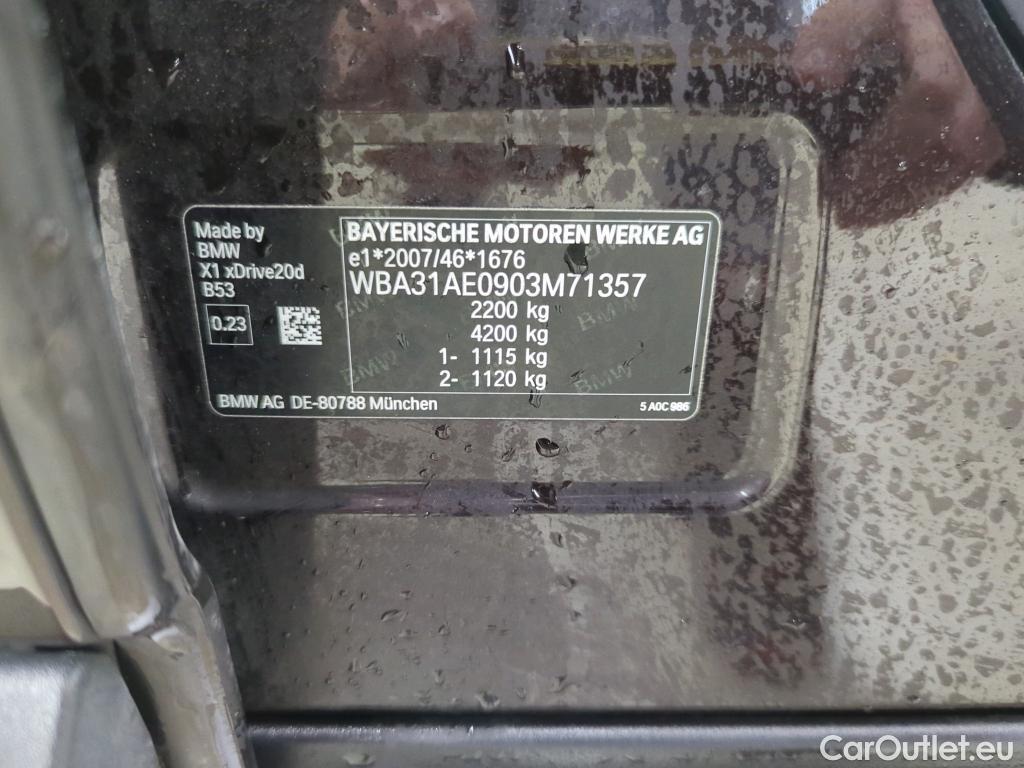 Made by
BMW
X1 xDrive20d
B53
0.23
BAYERISCHE MOTOREN WERKE AG
e1*2007/46*1676
WBA31AE0903M71357
2200 kg
4200 kg
1- 1115 kg
2- 1120 kg
BMW AG DE-80788 München
5 A0C 986
CarOutlet.eu